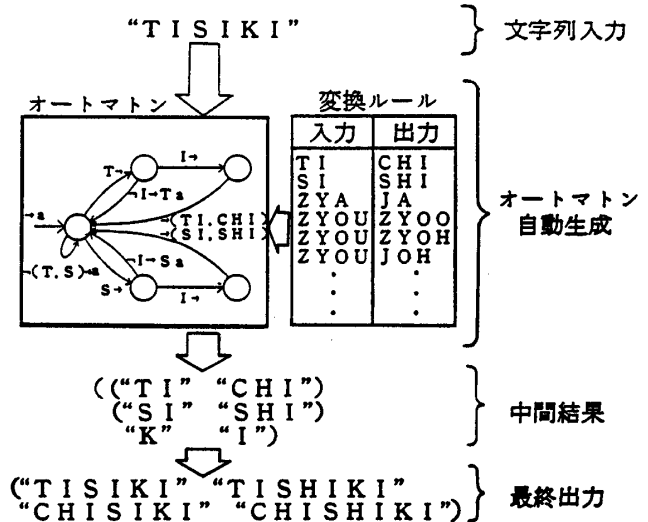 “TISIKI”
文字列入力
オートマトン
変換ルール
入力 出力
TI CHI
SI SHI
ZYA JA
ZYOU ZYOO
ZYOU ZYOH
ZYOU JOH
T→
I→
¬I→Ta
→a
→(TI,CHI)
→(SI,SHI)
¬I→Sa
¬(T,S)→a
S→
I→
オートマトン
自動生成
((“TI” “CHI”)
(“SI” “SHI”)
“K” “I”)
中間結果
(“TISIKI” “TISHIKI”
“CHISIKI” “CHISHIKI”)
最終出力